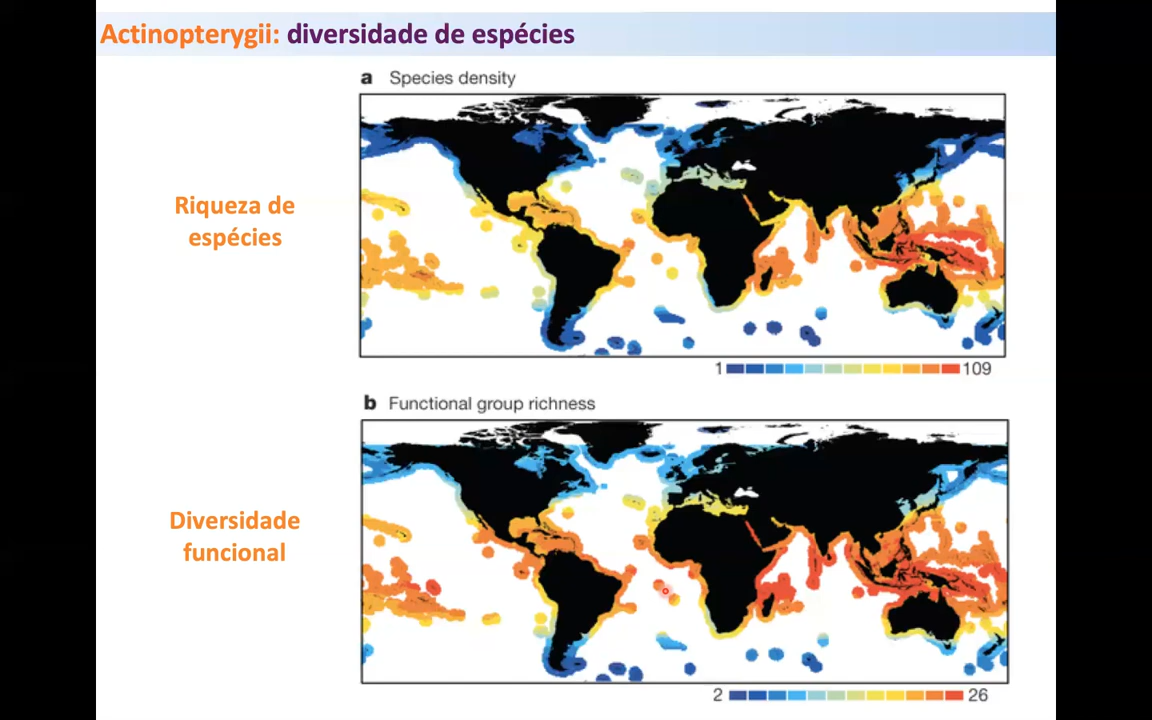 Actinopterygii: diversidade de espécies
a Species density
Riqueza de
espécies
1 109
b Functional group richness
Diversidade
funcional
2 26